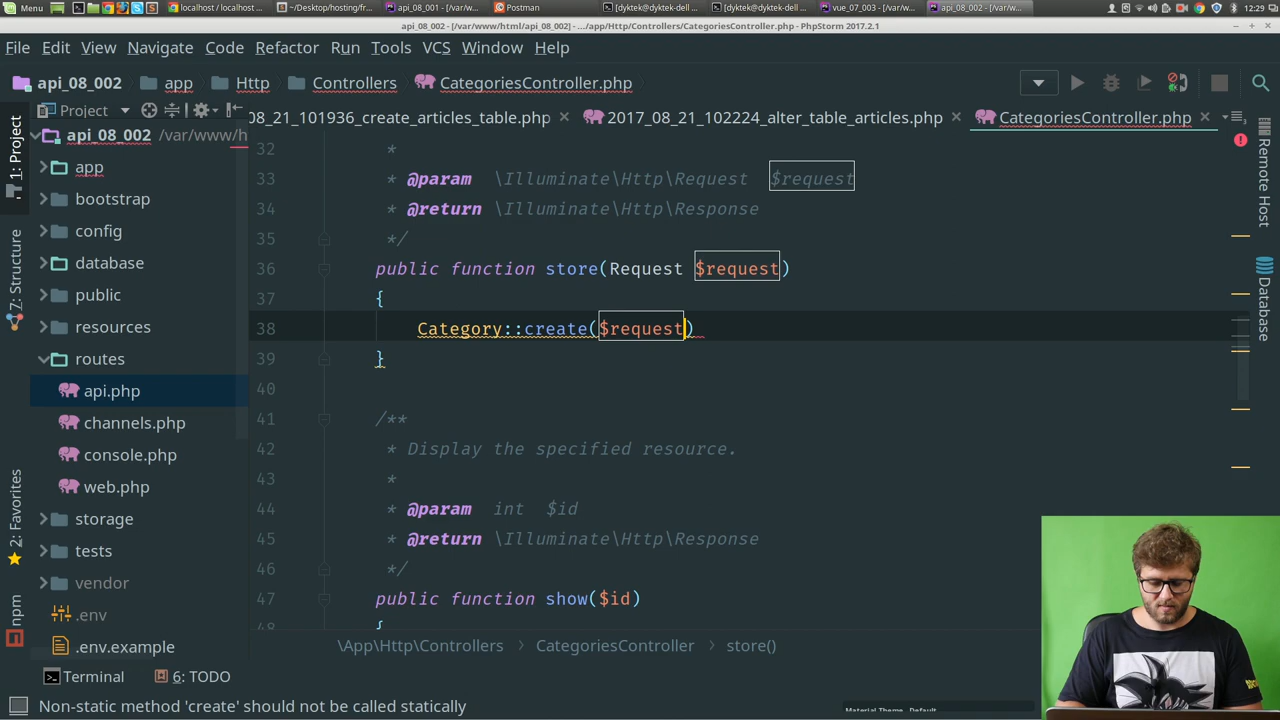 Menu
localhost / localhost ...
~/Desktop/hosting/fr...
api_08_001 - [/var/w...
Postman
[dyktek@dyktek-dell ...
[dyktek@dyktek-dell ...
vue_07_003 - [/var/w...
api_08_002 - [/var/w...
12:29
api_08_002 - [/var/www/html/api_08_002] - .../app/Http/Controllers/CategoriesController.php - PhpStorm 2017.2.1
File Edit View Navigate Code Refactor Run Tools VCS Window Help
api_08_002 app Http Controllers CategoriesController.php
Project
08_21_101936_create_articles_table.php
2017_08_21_102224_alter_table_articles.php
CategoriesController.php
1: Project
7: Structure
2: Favorites
npm
api_08_002 /var/www/h
app
bootstrap
config
database
public
resources
routes
api.php
channels.php
console.php
web.php
storage
tests
vendor
.env
.env.example
32 *
33 * @param \Illuminate\Http\Request $request
34 * @return \Illuminate\Http\Response
35 */
36 public function store(Request $request)
37 {
38 Category::create($request)
39 }
40
41 /**
42 * Display the specified resource.
43 *
44 * @param int $id
45 * @return \Illuminate\Http\Response
46 */
47 public function show($id)
48 {
Remote Host
Database
\App\Http\Controllers CategoriesController store()
Terminal
6: TODO
Non-static method 'create' should not be called statically
Material Theme - Default